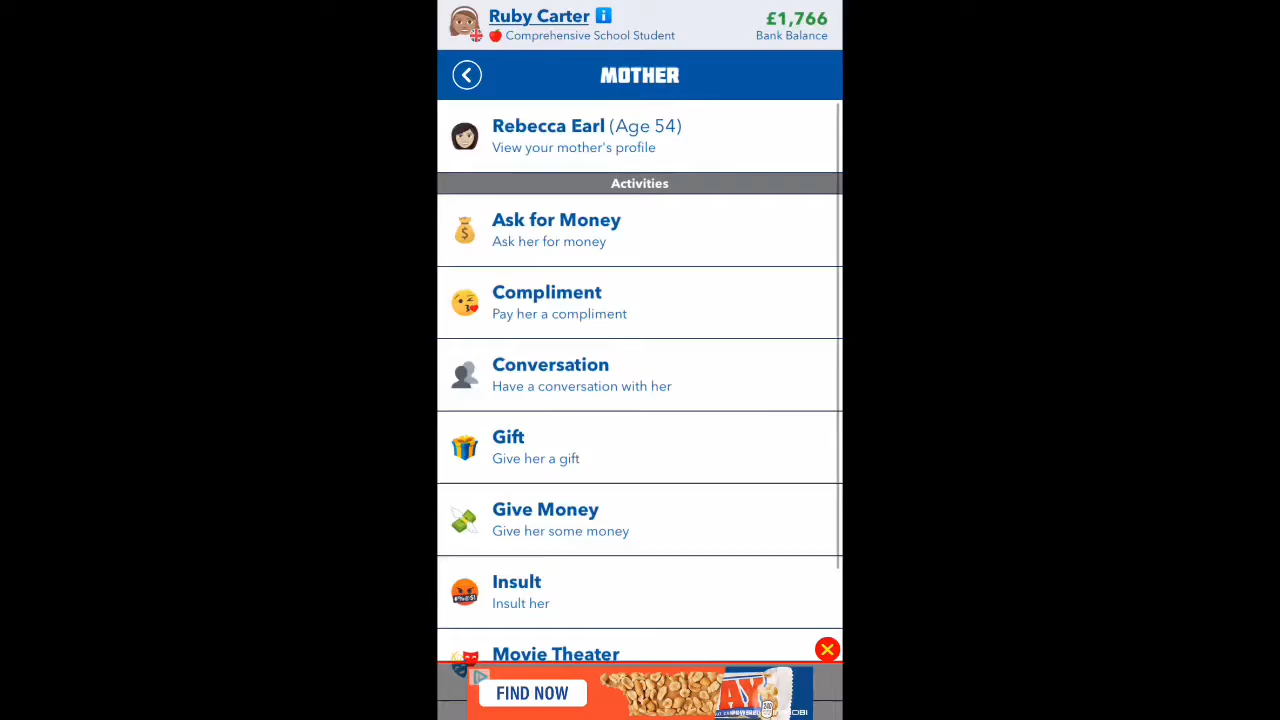 Ruby Carter
£1,766
Comprehensive School Student
Bank Balance
MOTHER
Rebecca Earl (Age 54)
View your mother's profile
Activities
Ask for Money
Ask her for money
Compliment
Pay her a compliment
Conversation
Have a conversation with her
Gift
Give her a gift
Give Money
Give her some money
Insult
Insult her
Movie Theater
FIND NOW
AY